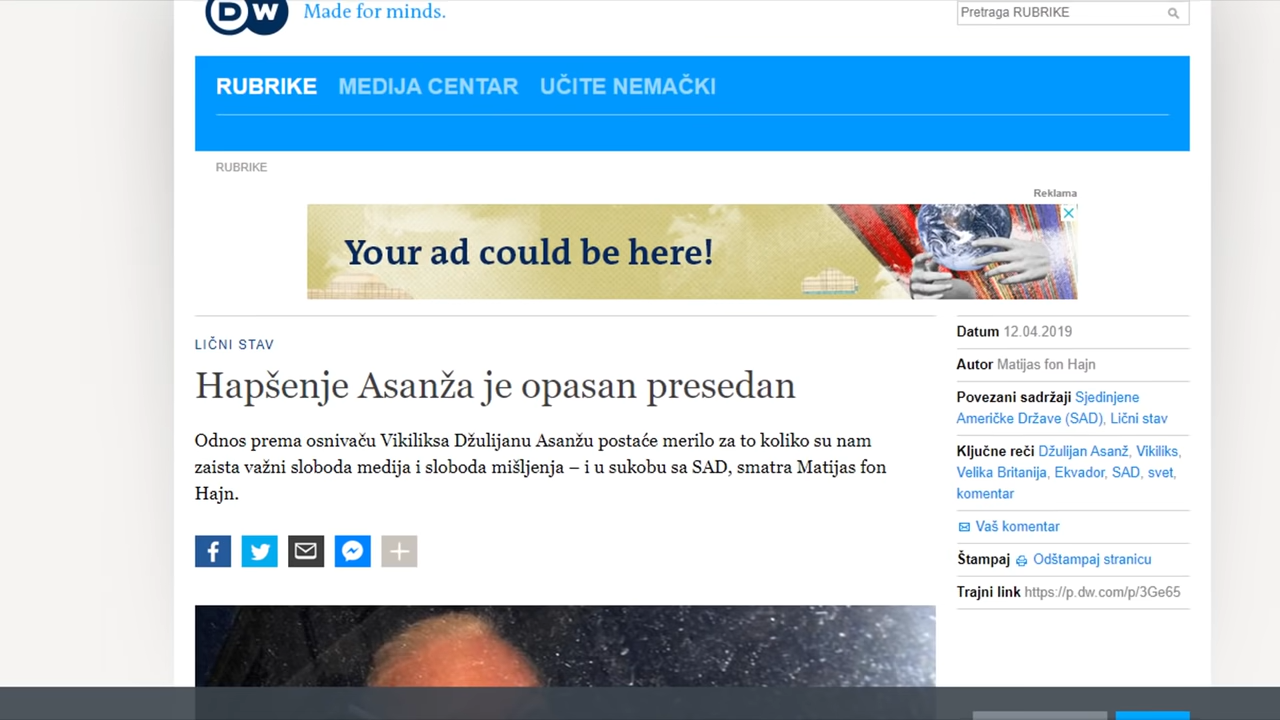 DW Made for minds.
Pretraga RUBRIKE
RUBRIKE MEDIJA CENTAR UČITE NEMAČKI
RUBRIKE
Reklama
Your ad could be here!
LIČNI STAV
Hapšenje Asanža je opasan presedan
Odnos prema osnivaču Vikiliksa Džulijanu Asanžu postaće merilo za to koliko su nam
zaista važni sloboda medija i sloboda mišljenja – i u sukobu sa SAD, smatra Matijas fon
Hajn.
Datum 12.04.2019
Autor Matijas fon Hajn
Povezani sadržaji Sjedinjene
Američke Države (SAD), Lični stav
Ključne reči Džulijan Asanž, Vikiliks,
Velika Britanija, Ekvador, SAD, svet,
komentar
Vaš komentar
Štampaj Odštampaj stranicu
Trajni link https://p.dw.com/p/3Ge65